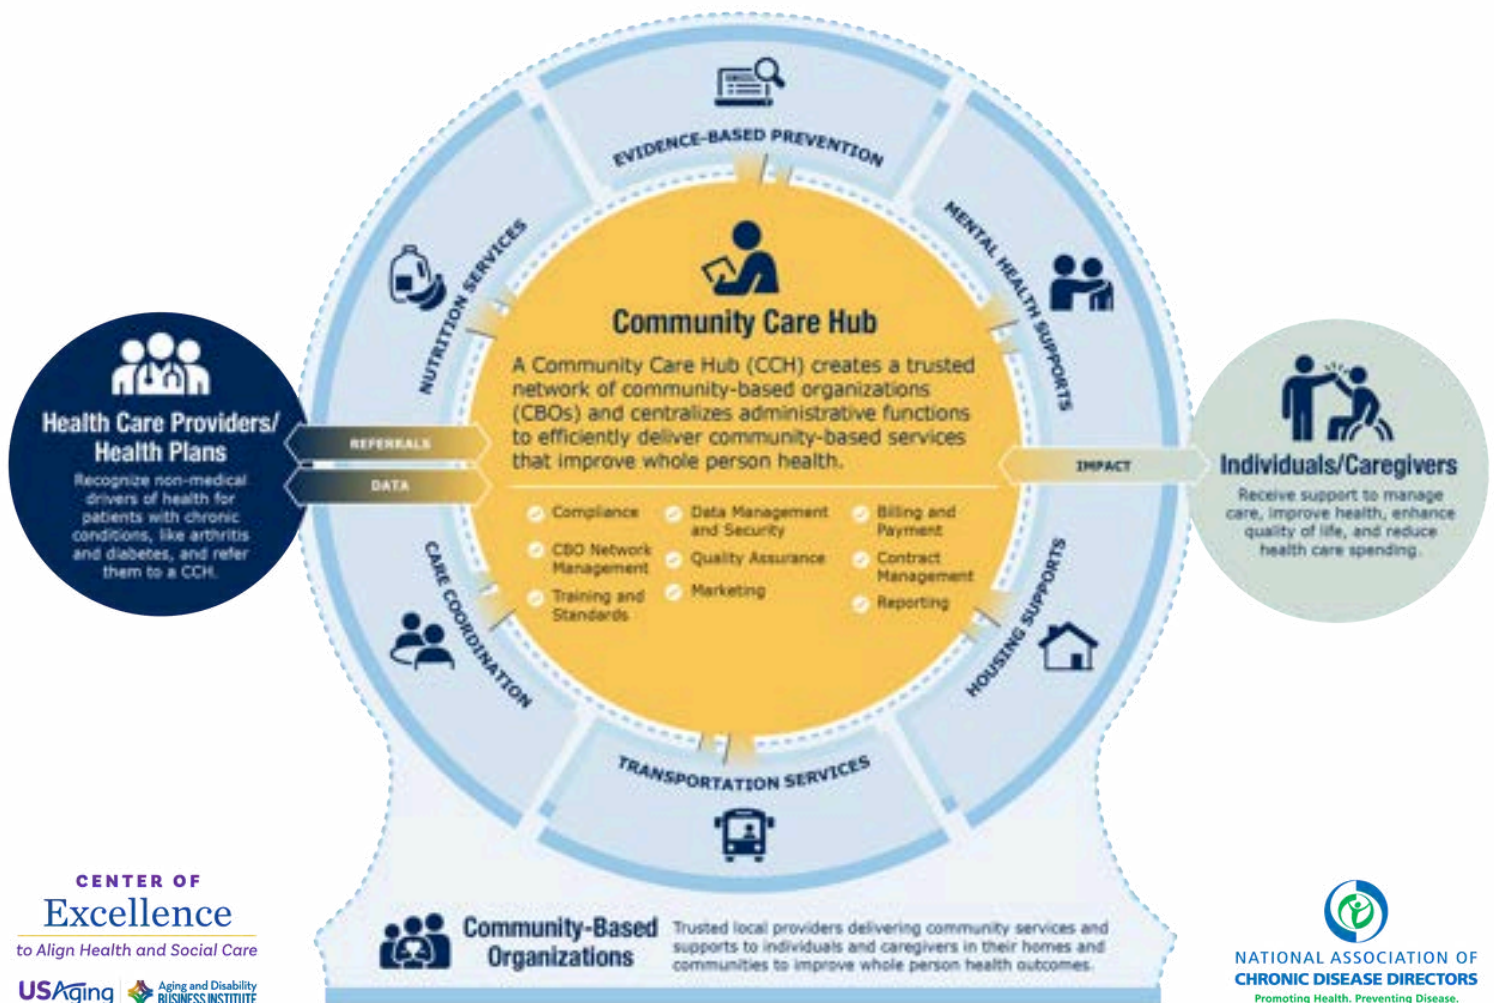 EVIDENCE-BASED PREVENTION
MENTAL HEALTH SUPPORTS
NUTRITION SERVICES
Community Care Hub
A Community Care Hub (CCH) creates a trusted
network of community-based organizations
(CBOs) and centralizes administrative functions
to efficiently deliver community-based services
that improve whole person health.
Compliance
CBO Network
Management
Training and
Standards
Data Management
and Security
Quality Assurance
Marketing
Billing and
Payment
Contract
Management
Reporting
Health Care Providers/
Health Plans
Recognize non-medical
drivers of health for
patients with chronic
conditions, like arthritis
and diabetes, and refer
them to a CCH.
REFERRALS
DATA
IMPACT
Individuals/Caregivers
Receive support to manage
care, improve health, enhance
quality of life, and reduce
health care spending.
CARE COORDINATION
HOUSING SUPPORTS
TRANSPORTATION SERVICES
Community-Based
Organizations
Trusted local providers delivering community services and
supports to individuals and caregivers in their homes and
communities to improve whole person health outcomes.
CENTER OF
Excellence
to Align Health and Social Care
USAging
Aging and Disability
BUSINESS INSTITUTE
NATIONAL ASSOCIATION OF
CHRONIC DISEASE DIRECTORS
Promoting Health. Preventing Disease.